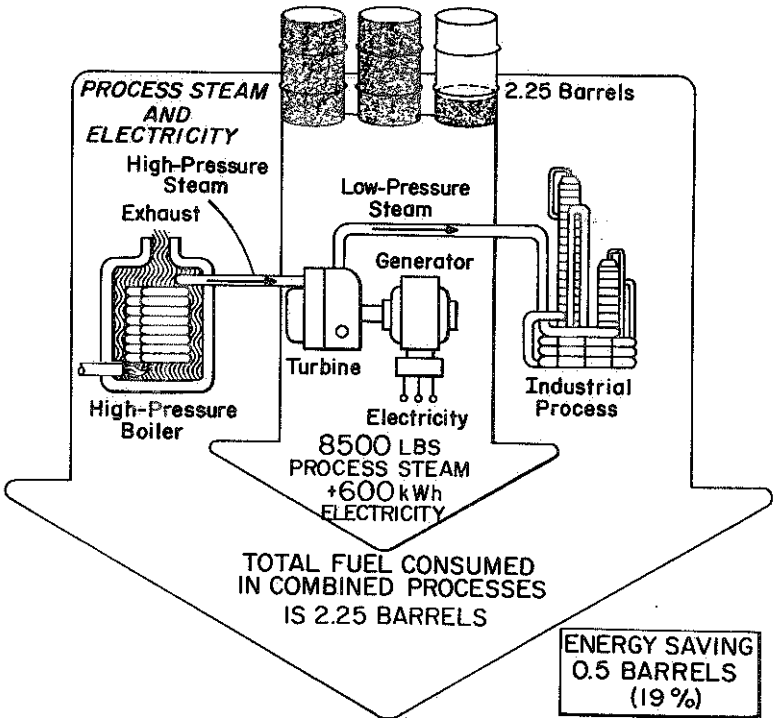 PROCESS STEAM
AND
ELECTRICITY
2.25 Barrels
High-Pressure
Steam
Exhaust
Low-Pressure
Steam
Generator
Turbine
High-Pressure
Boiler
Electricity
Industrial
Process
8500 LBS
PROCESS STEAM
+600 kWh
ELECTRICITY
TOTAL FUEL CONSUMED
IN COMBINED PROCESSES
IS 2.25 BARRELS
ENERGY SAVING
0.5 BARRELS
(19%)